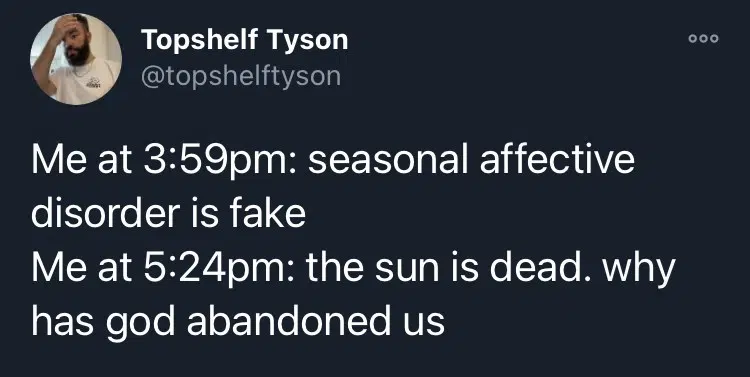 Topshelf Tyson
@topshelftyson
Me at 3:59pm: seasonal affective
disorder is fake
Me at 5:24pm: the sun is dead. why
has god abandoned us